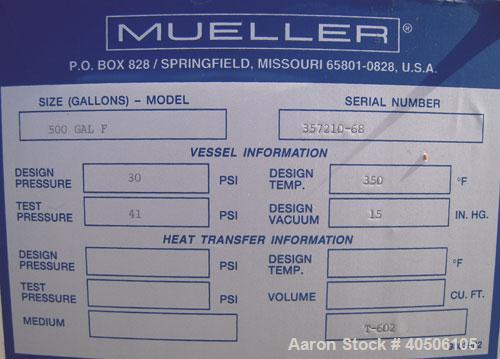 MUELLER®
P.O. BOX 828 / SPRINGFIELD, MISSOURI 65801-0828, U.S.A.
SIZE (GALLONS) – MODEL SERIAL NUMBER
500 GAL F 357210-68
VESSEL INFORMATION
DESIGN PRESSURE 30 PSI DESIGN TEMP. 350 °F
TEST PRESSURE 41 PSI DESIGN VACUUM 15 IN. HG.
HEAT TRANSFER INFORMATION
DESIGN PRESSURE PSI DESIGN TEMP. °F
TEST PRESSURE PSI VOLUME CU. FT.
MEDIUM T-602
Aaron Stock # 40506105